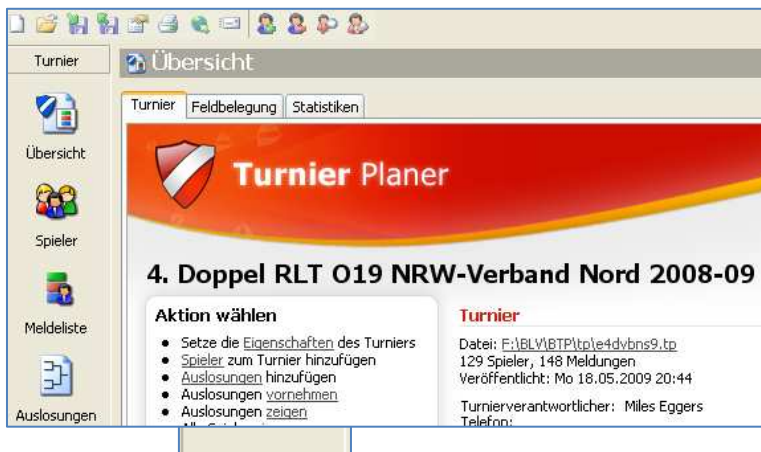 Turnier
Übersicht
Turnier Feldbelegung Statistiken
Übersicht
Spieler
Meldeliste
Auslosungen
Turnier Planer
4. Doppel RLT O19 NRW-Verband Nord 2008-09
Aktion wählen
Setze die Eigenschaften des Turniers
Spieler zum Turnier hinzufügen
Auslosungen hinzufügen
Auslosungen vornehmen
Auslosungen zeigen
Turnier
Datei: F:\BLV\BTP\tp\e4dvbns9.tp
129 Spieler, 148 Meldungen
Veröffentlicht: Mo 18.05.2009 20:44
Turnierverantwortlicher: Miles Eggers
Telefon: